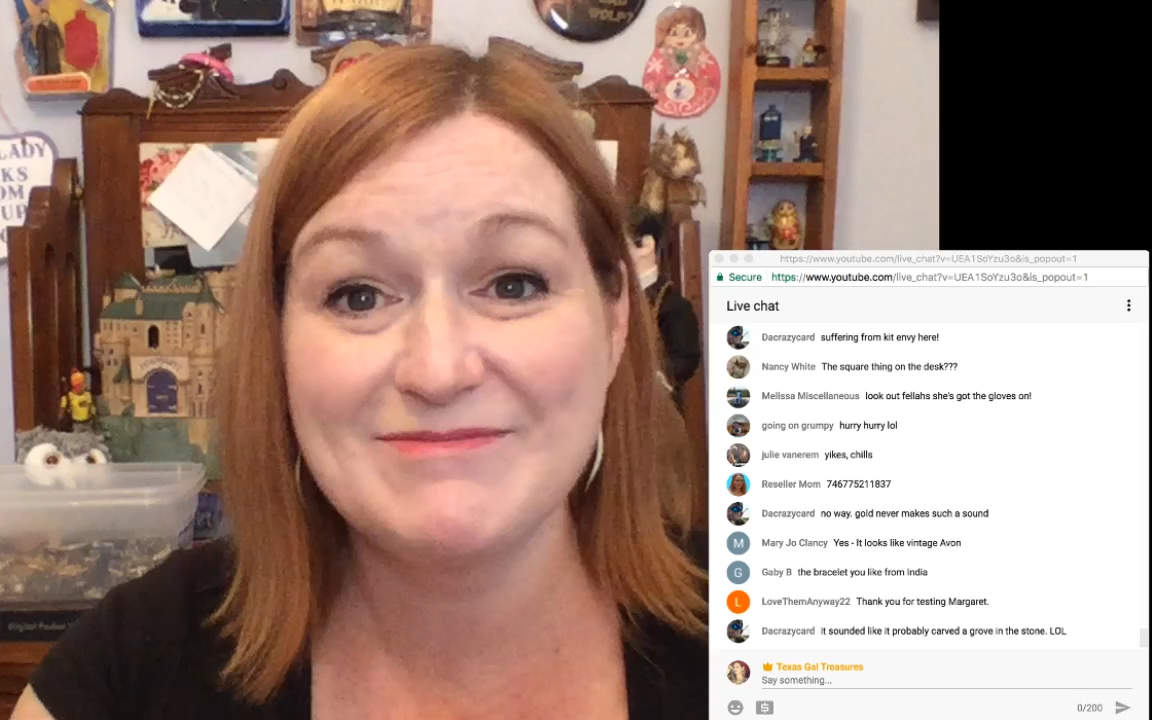 WOLF?
LADY
KS
OM
UP
https://www.youtube.com/live_chat?v=UEA1SoYzu3o&is_popout=1
Secure https://www.youtube.com/live_chat?v=UEA1SoYzu3o&is_popout=1
Live chat
Dacrazycard suffering from kit envy here!
Nancy White The square thing on the desk???
Melissa Miscellaneous look out fellahs she's got the gloves on!
going on grumpy hurry hurry lol
julie vanerem yikes, chills
Reseller Mom 746775211837
Dacrazycard no way. gold never makes such a sound
M Mary Jo Clancy Yes - It looks like vintage Avon
G Gaby B the bracelet you like from India
L LoveThemAnyway22 Thank you for testing Margaret.
Dacrazycard it sounded like it probably carved a grove in the stone. LOL
Texas Gal Treasures
Say something...
0/200